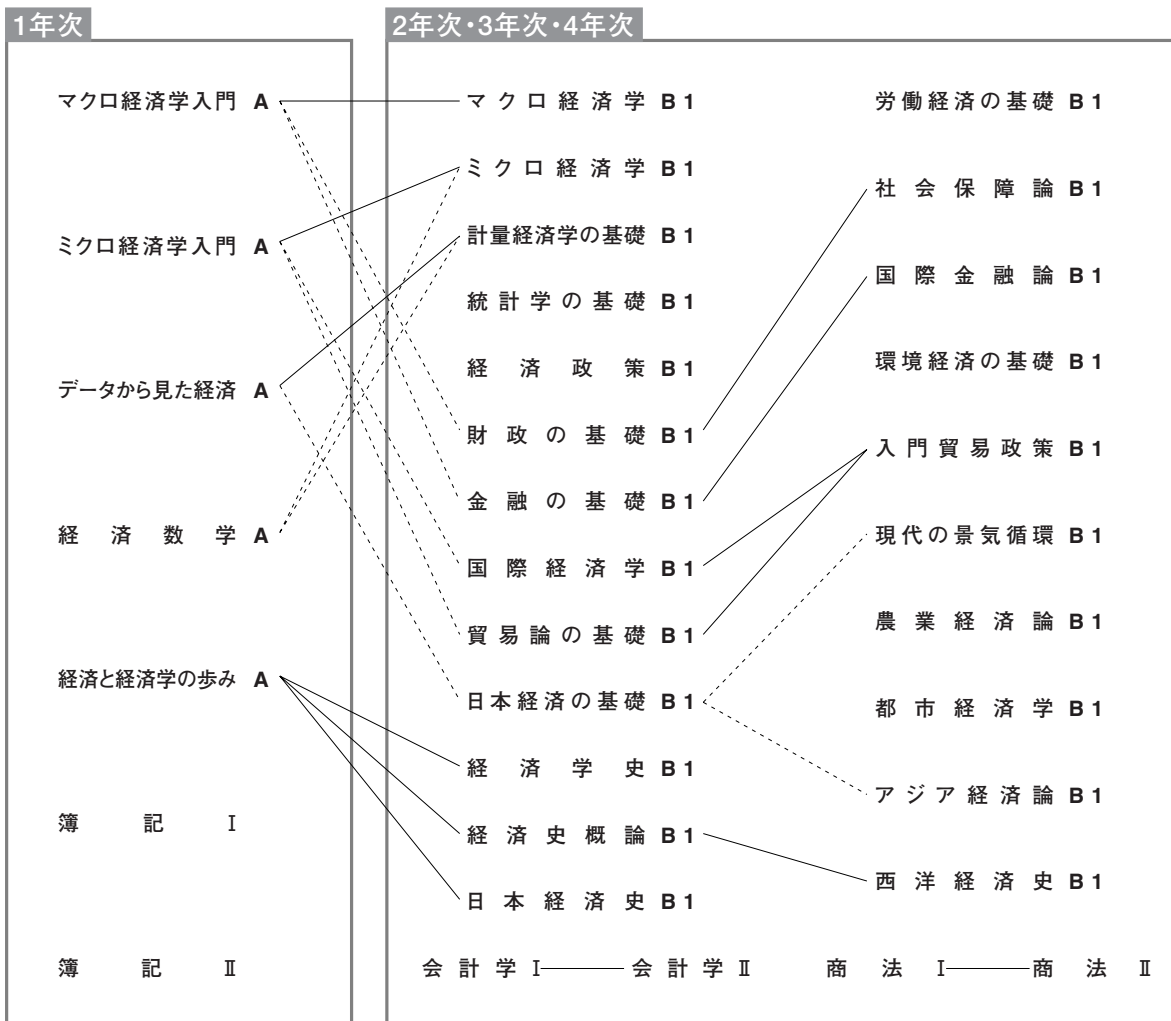 1年次
マクロ経済学入門 A
ミクロ経済学入門 A
データから見た経済 A
経済数学 A
経済と経済学の歩み A
簿記Ⅰ
簿記Ⅱ
2年次・3年次・4年次
マクロ経済学 B1
ミクロ経済学 B1
計量経済学の基礎 B1
統計学の基礎 B1
経済政策 B1
財政の基礎 B1
金融の基礎 B1
国際経済学 B1
貿易論の基礎 B1
日本経済の基礎 B1
経済学史 B1
経済史概論 B1
日本経済史 B1
労働経済の基礎 B1
社会保障論 B1
国際金融論 B1
環境経済の基礎 B1
入門貿易政策 B1
現代の景気循環 B1
農業経済論 B1
都市経済学 B1
アジア経済論 B1
西洋経済史 B1
会計学Ⅰ 会計学Ⅱ 商法Ⅰ 商法Ⅱ